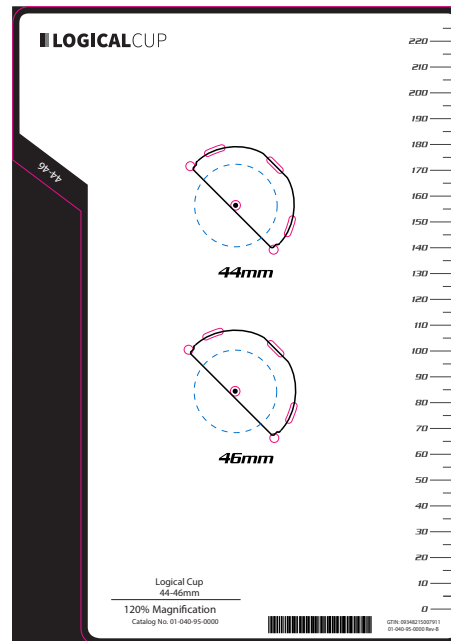 LOGICALCUP
44-46
220
210
200
190
180
170
160
150
140
130
120
110
100
90
80
70
60
50
40
30
20
10
0
44mm
46mm
Logical Cup
44-46mm
120% Magnification
Catalog No. 01-040-95-0000
GTIN: 09348215007911
01-040-95-0000 Rev-B